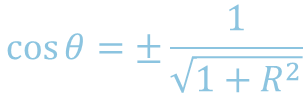 cos θ = ± 1 / √(1 + R²)